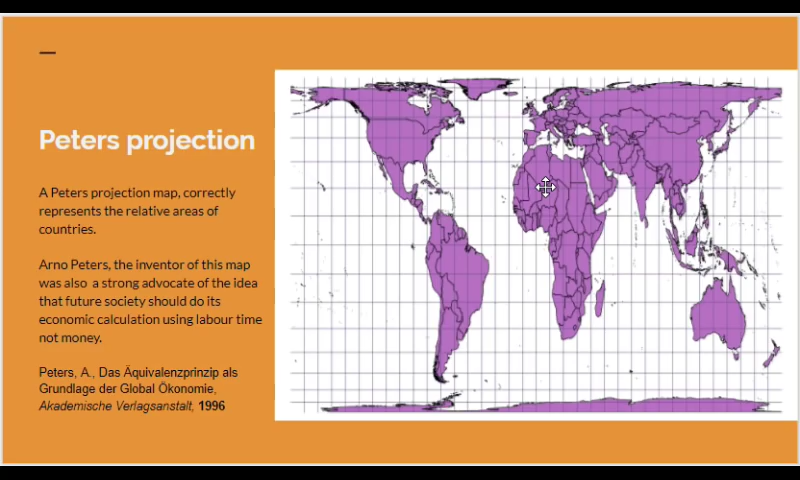 Peters projection
A Peters projection map, correctly
represents the relative areas of
countries.
Arno Peters, the inventor of this map
was also a strong advocate of the idea
that future society should do its
economic calculation using labour time
not money.
Peters, A., Das Äquivalenzprinzip als
Grundlage der Global Ökonomie,
Akademische Verlagsanstalt, 1996